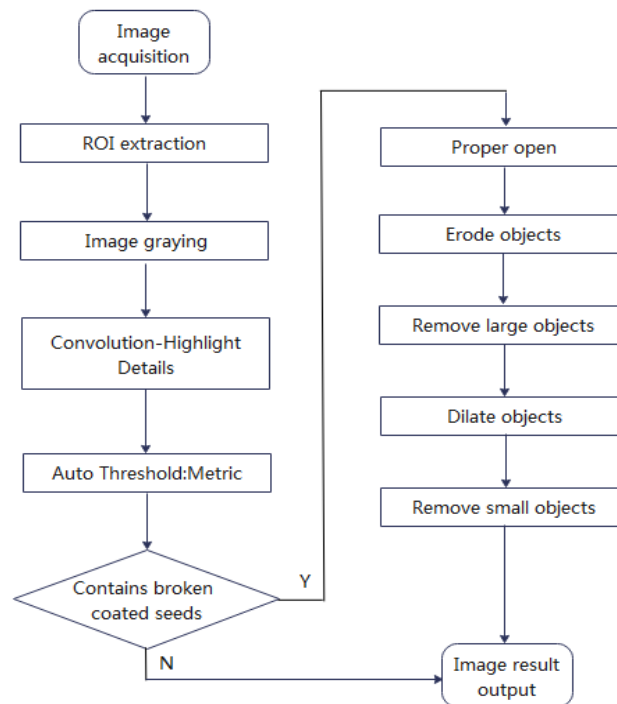 Image
acquisition
ROI extraction
Image graying
Convolution-Highlight
Details
Auto Threshold:Metric
Contains broken
coated seeds
Y
N
Proper open
Erode objects
Remove large objects
Dilate objects
Remove small objects
Image result
output